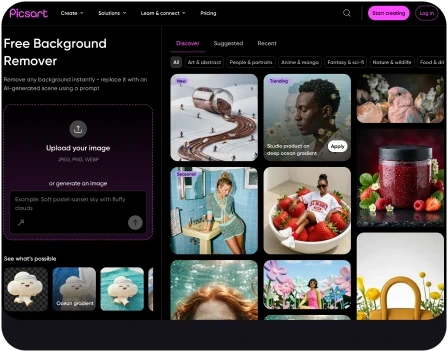 Picsart
Create
Solutions
Learn & connect
Pricing
Start creating
Log in
Free Background
Remover
Remove any background instantly – replace it with an
AI-generated scene using a prompt
Upload your image
JPEG, PNG, WEBP
or generate an image
Example: Soft pastel sunset sky with fluffy
clouds
See what's possible
Ocean gradient
Discover
Suggested
Recent
All
Art & abstract
People & portraits
Anime & manga
Fantasy & sci-fi
Nature & wildlife
Food & dri
New
Trending
Studio product on
deep ocean gradient
Apply
Seasonal